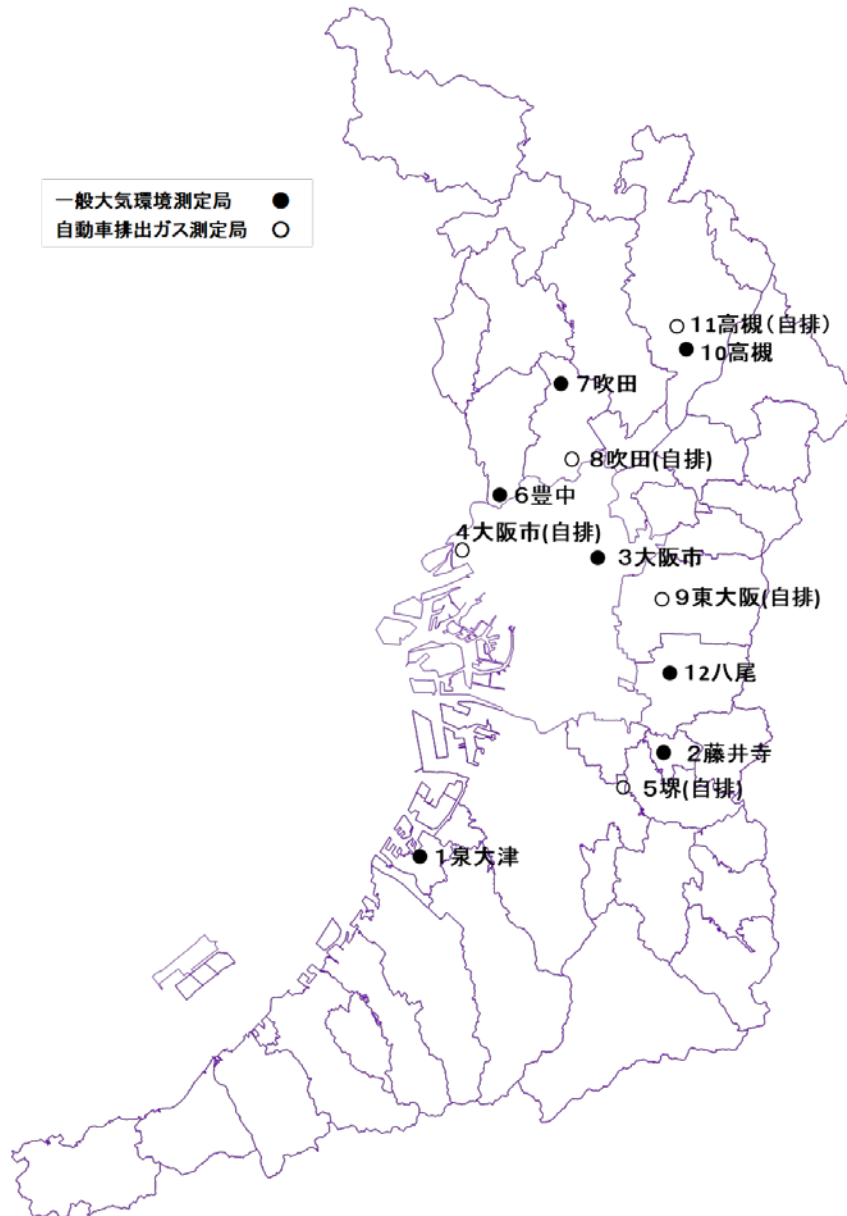 一般大気環境測定局 ●
自動車排出ガス測定局 ○
11高槻(自排)
10高槻
7吹田
8吹田(自排)
6豊中
4大阪市(自排)
3大阪市
9東大阪(自排)
12八尾
2藤井寺
5堺(自排)
1泉大津